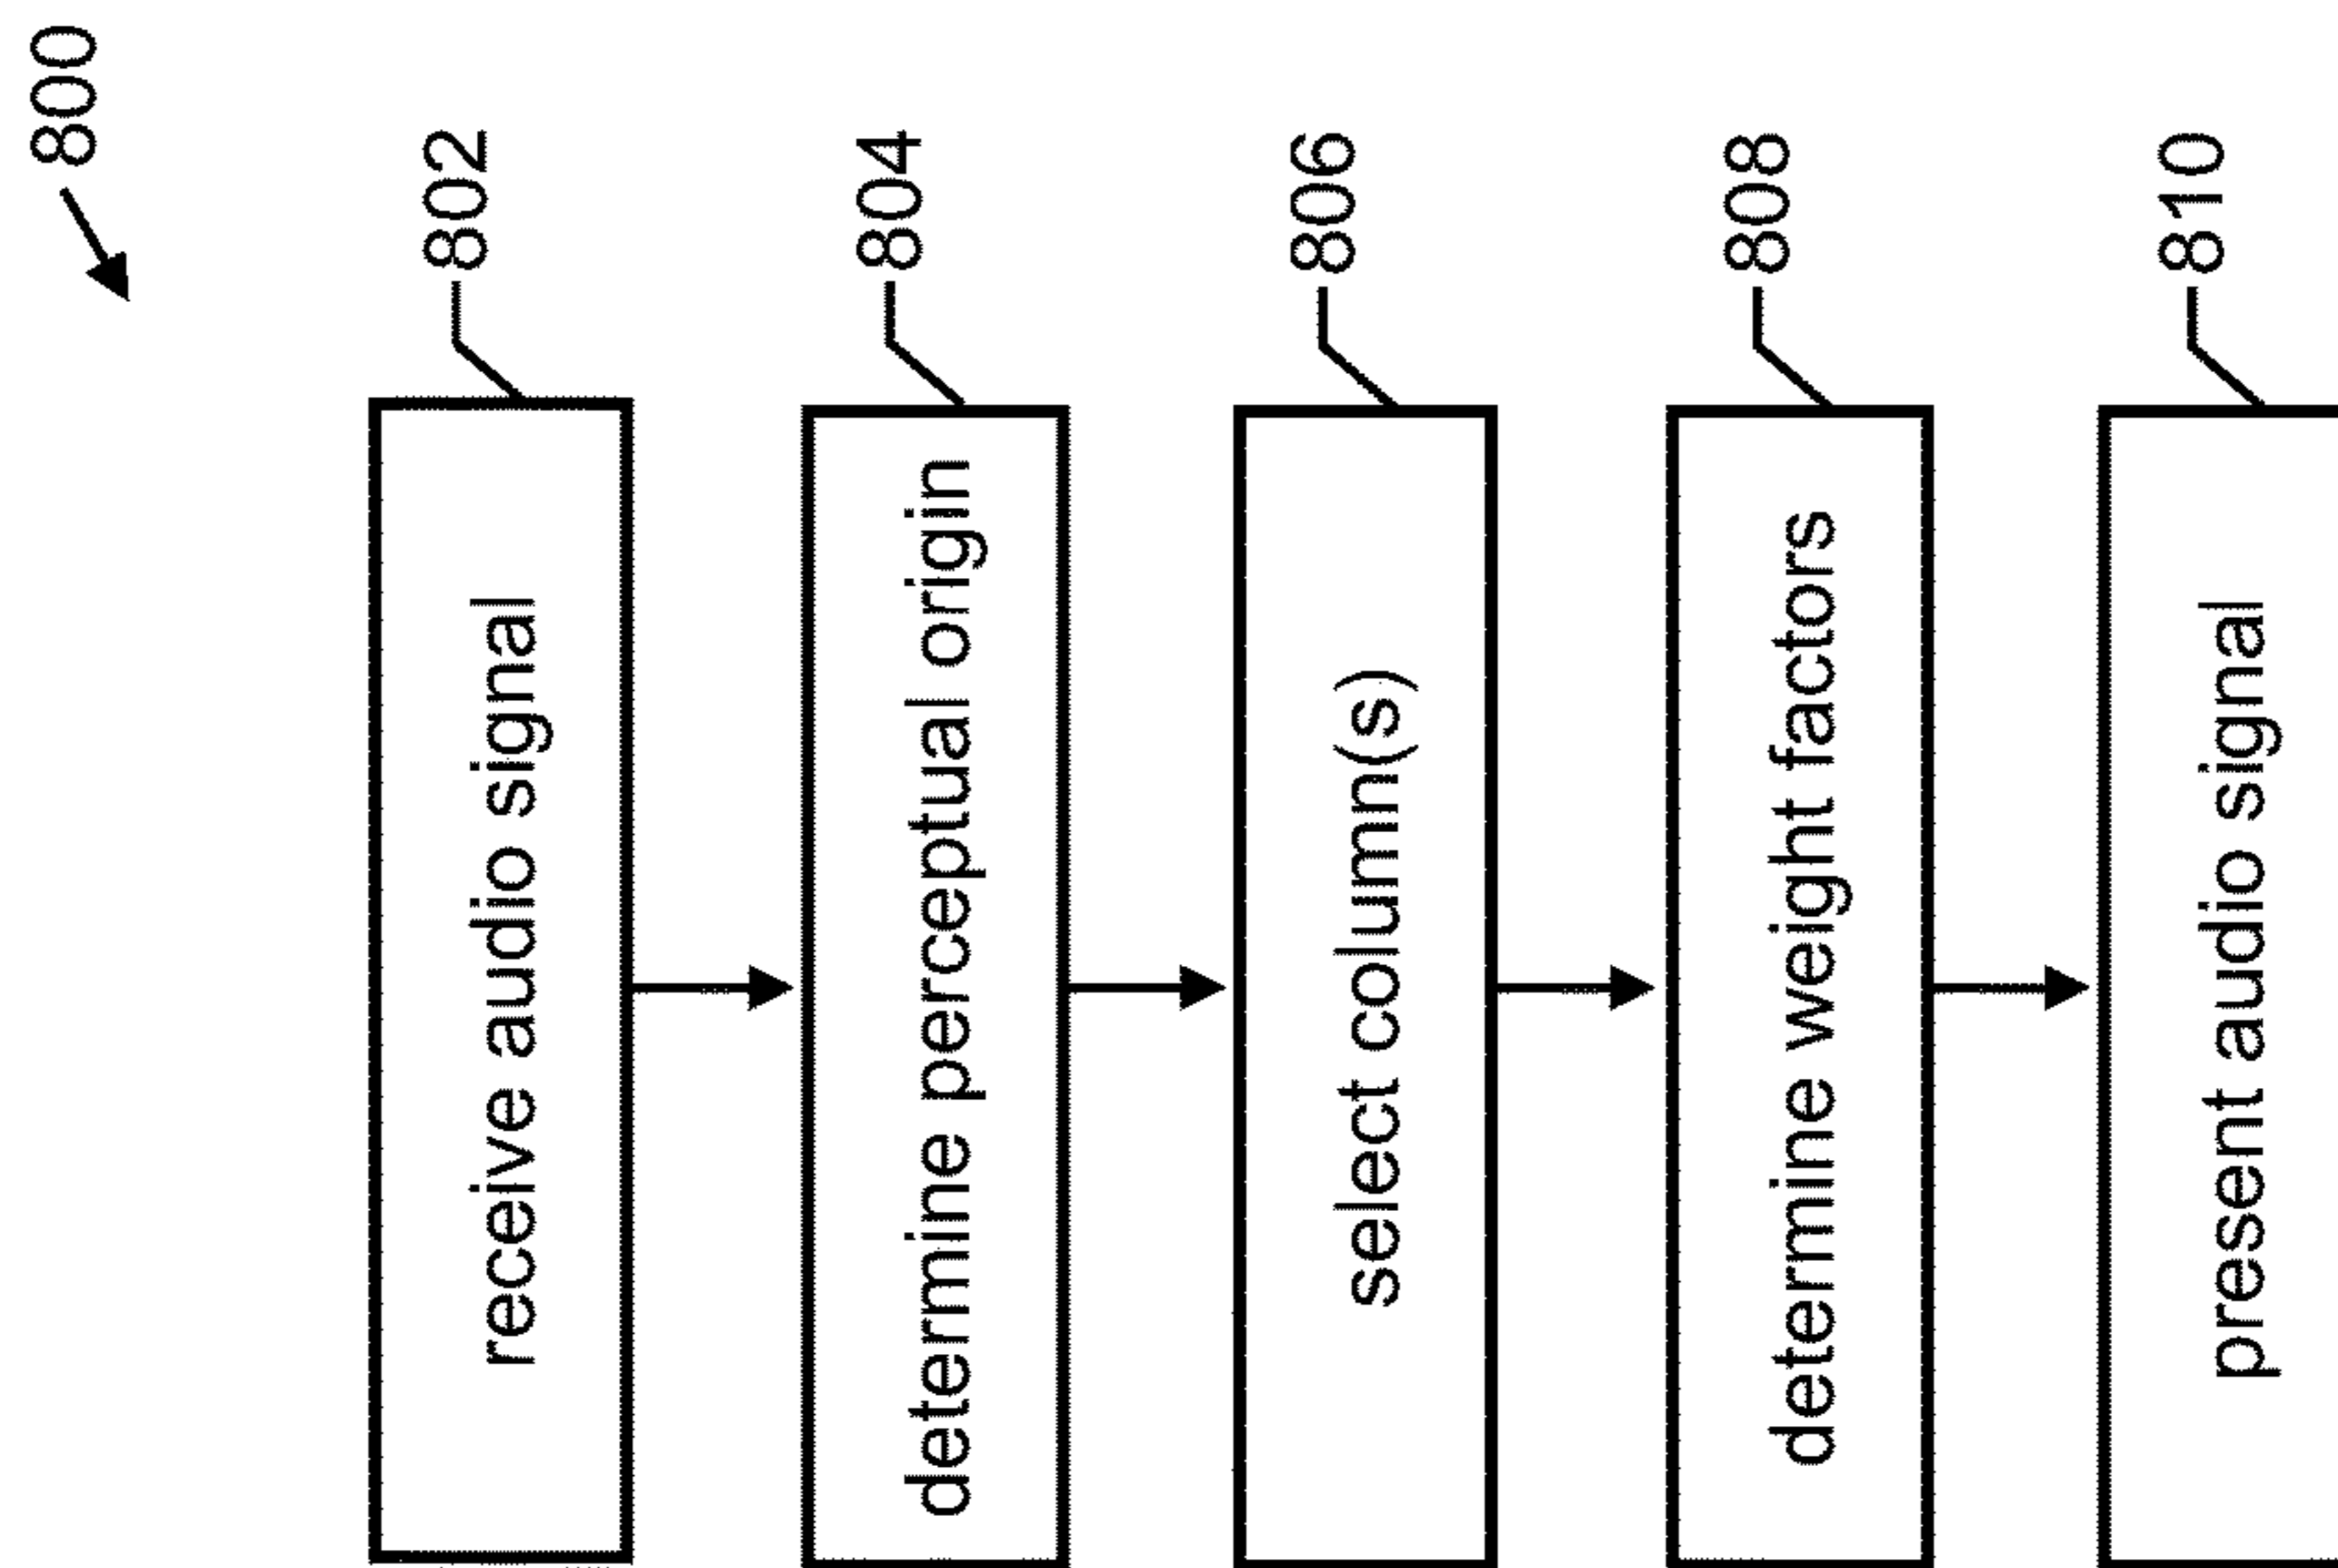 800
802
receive audio signal
804
determine perceptual origin
806
select column(s)
808
determine weight factors
810
present audio signal